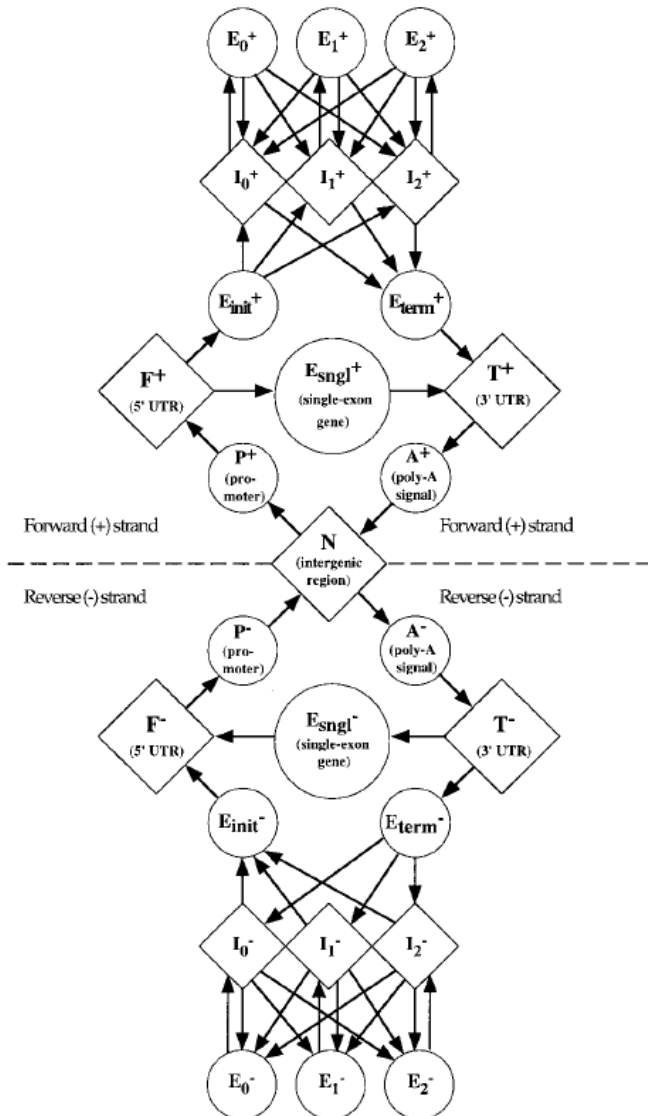 E₀⁺ E₁⁺ E₂⁺
I₀⁺ I₁⁺ I₂⁺
Einit⁺ Eterm⁺
F⁺
(5' UTR)
Esngl⁺
(single-exon
gene)
T⁺
(3' UTR)
P⁺
(pro-
moter)
A⁺
(poly-A
signal)
Forward (+) strand
Forward (+) strand
N
(intergenic
region)
Reverse (-) strand
Reverse (-) strand
P⁻
(pro-
moter)
A⁻
(poly-A
signal)
F⁻
(5' UTR)
Esngl⁻
(single-exon
gene)
T⁻
(3' UTR)
Einit⁻ Eterm⁻
I₀⁻ I₁⁻ I₂⁻
E₀⁻ E₁⁻ E₂⁻